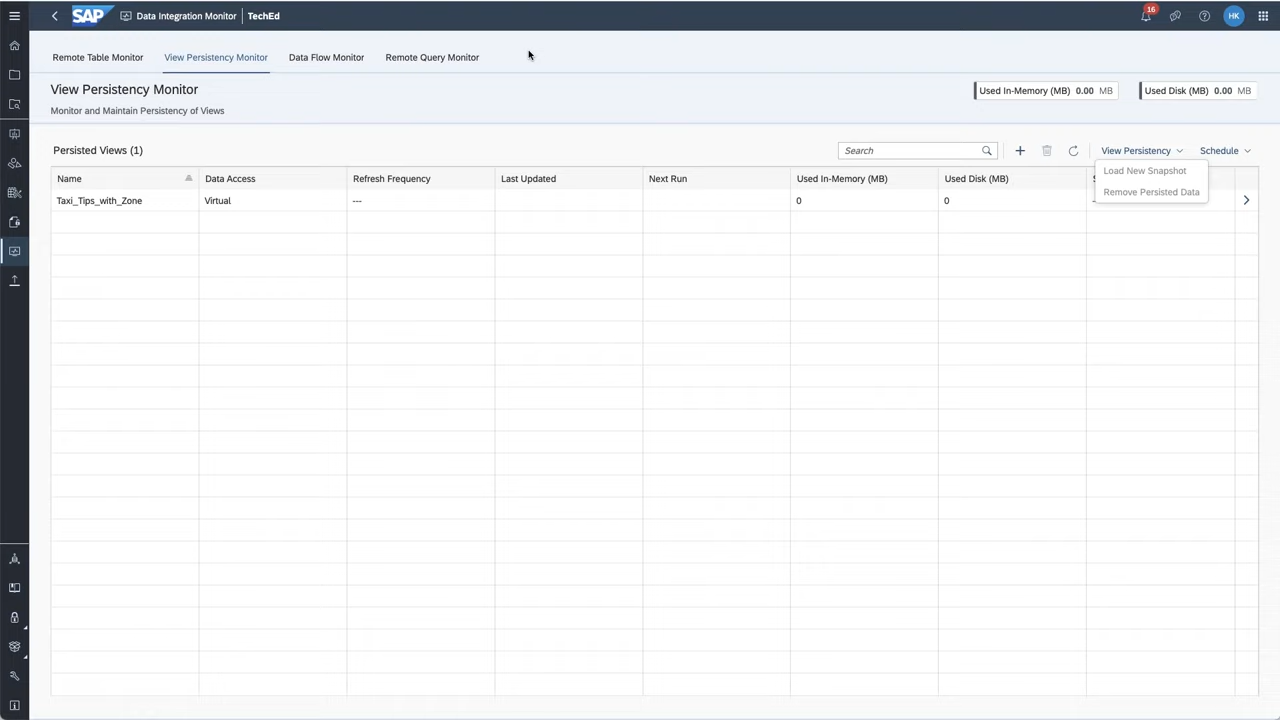 SAP Data Integration Monitor TechEd 16 HK
Remote Table Monitor View Persistency Monitor Data Flow Monitor Remote Query Monitor
View Persistency Monitor Used In-Memory (MB) 0.00 MB Used Disk (MB) 0.00 MB
Monitor and Maintain Persistency of Views
Persisted Views (1) Search View Persistency Schedule
Load New Snapshot
Remove Persisted Data
Name Data Access Refresh Frequency Last Updated Next Run Used In-Memory (MB) Used Disk (MB)
Taxi_Tips_with_Zone Virtual --- 0 0